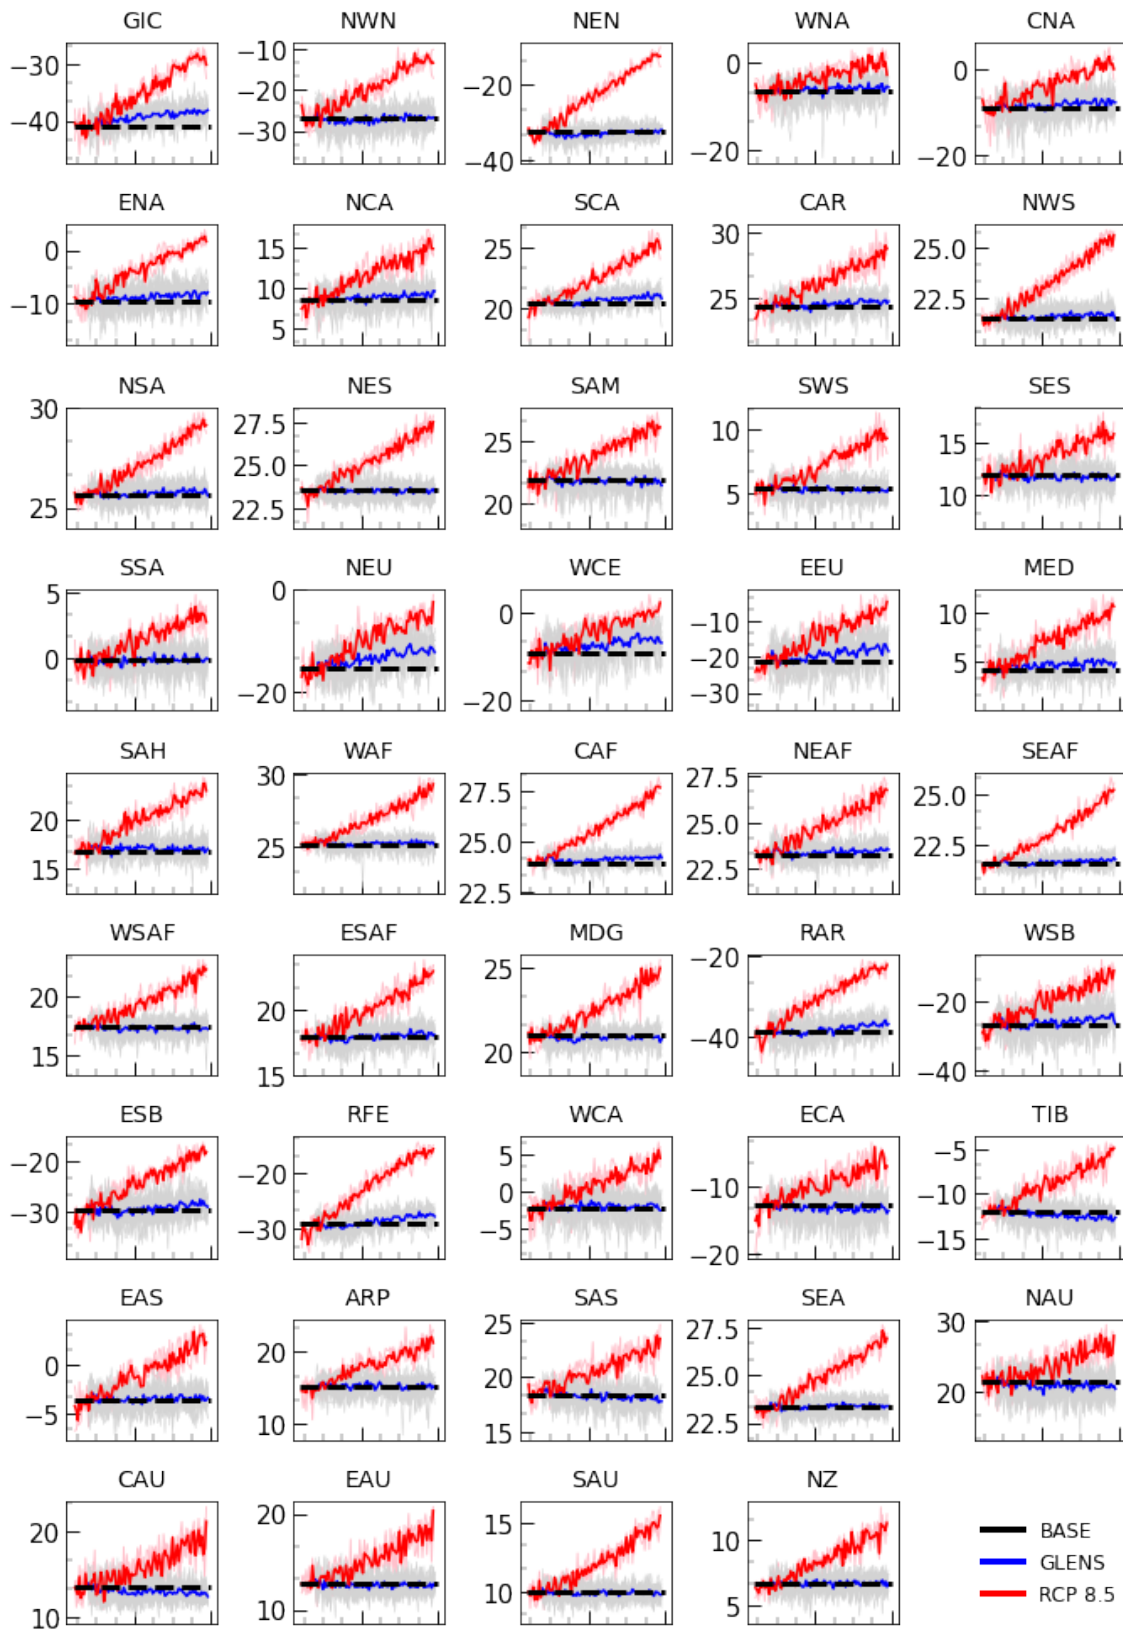 GIC NWN NEN WNA CNA
−30 −40
−10 −20 −30
−20 −40
0 −20
0 −20
ENA NCA SCA CAR NWS
0 −10
15 10 5
25 20
30 25
25.0 22.5
NSA NES SAM SWS SES
30 25
27.5 25.0 22.5
25 20
10 5
15 10
SSA NEU WCE EEU MED
5 0
0 −20
0 −20
−10 −20 −30
10 5
SAH WAF CAF NEAF SEAF
20 15
30 25
27.5 25.0 22.5
27.5 25.0 22.5
25.0 22.5
WSAF ESAF MDG RAR WSB
20 15
20 15
25 20
−20 −40
−20 −40
ESB RFE WCA ECA TIB
−20 −30
−20 −30
5 0 −5
−10 −20
−5 −10 −15
EAS ARP SAS SEA NAU
0 −5
20 10
25 20 15
27.5 25.0 22.5
30 20
CAU EAU SAU NZ
20 10
20 10
15 10
10 5
BASE
GLENS
RCP 8.5